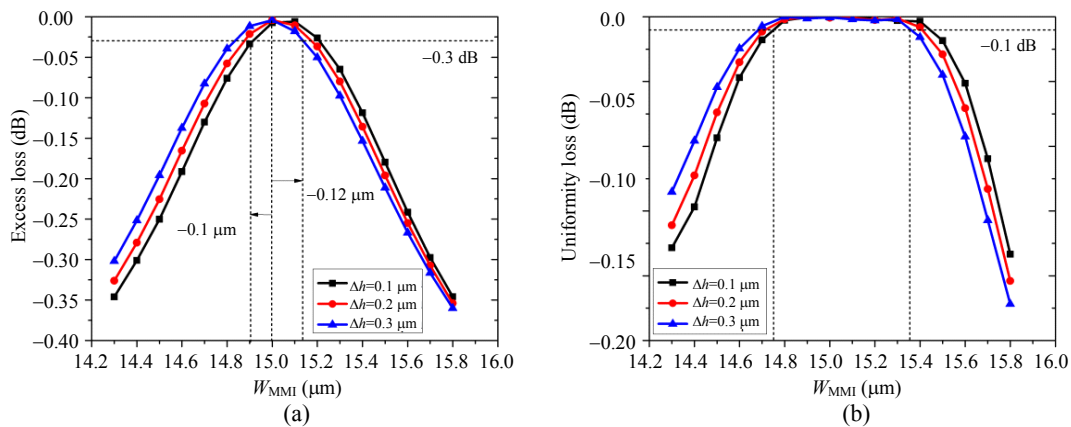 0.00
−0.05
−0.10
−0.15
−0.20
−0.25
−0.30
−0.35
−0.40
Excess loss (dB)
14.2 14.4 14.6 14.8 15.0 15.2 15.4 15.6 15.8 16.0
W_MMI (μm)
−0.3 dB
−0.12 μm
−0.1 μm
Δh=0.1 μm
Δh=0.2 μm
Δh=0.3 μm
(a)
0.00
−0.05
−0.10
−0.15
−0.20
Uniformity loss (dB)
14.2 14.4 14.6 14.8 15.0 15.2 15.4 15.6 15.8 16.0
W_MMI (μm)
−0.1 dB
Δh=0.1 μm
Δh=0.2 μm
Δh=0.3 μm
(b)